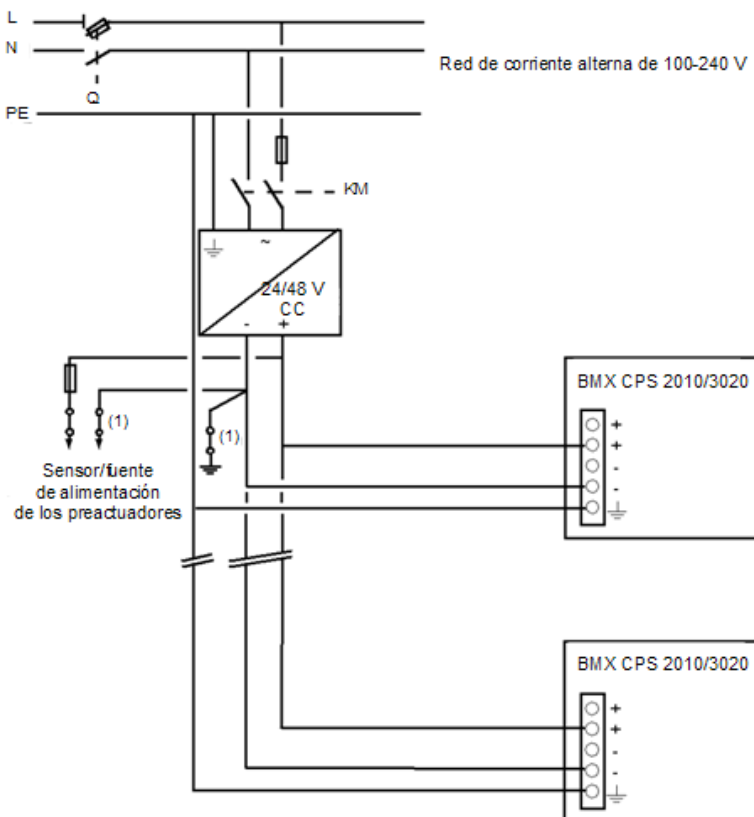 L
N
Red de corriente alterna de 100-240 V
Q
PE
KM
~
24/48 V
CC
- +
BMX CPS 2010/3020
(1)
(1)
+
+
-
-
Sensor/fuente
de alimentación
de los preactuadores
BMX CPS 2010/3020
+
+
-
-